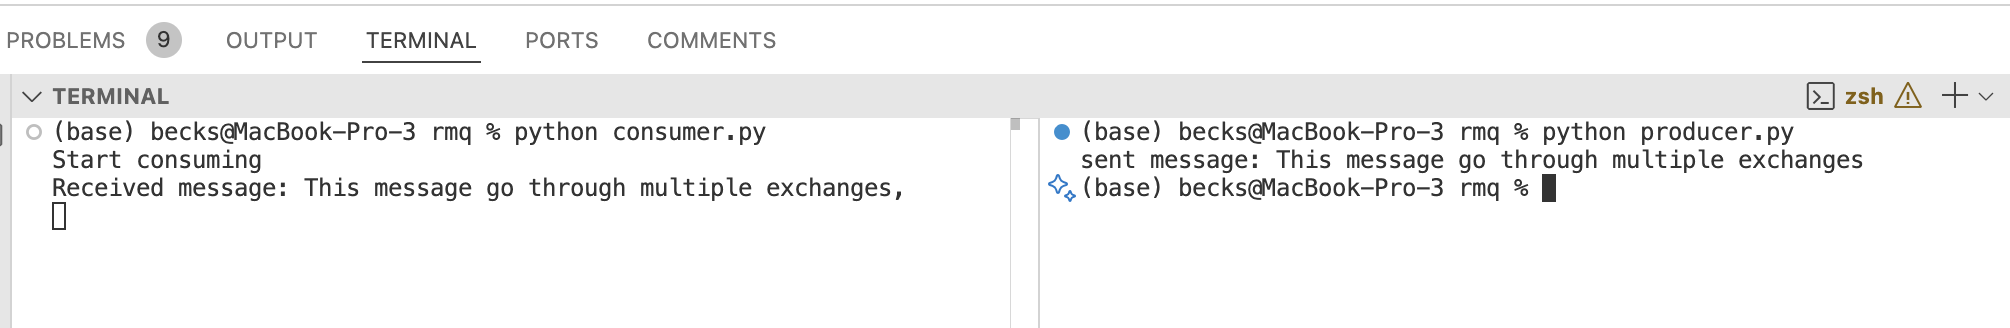 PROBLEMS 9 OUTPUT TERMINAL PORTS COMMENTS
TERMINAL zsh
(base) becks@MacBook-Pro-3 rmq % python consumer.py
Start consuming
Received message: This message go through multiple exchanges,
(base) becks@MacBook-Pro-3 rmq % python producer.py
sent message: This message go through multiple exchanges
(base) becks@MacBook-Pro-3 rmq %